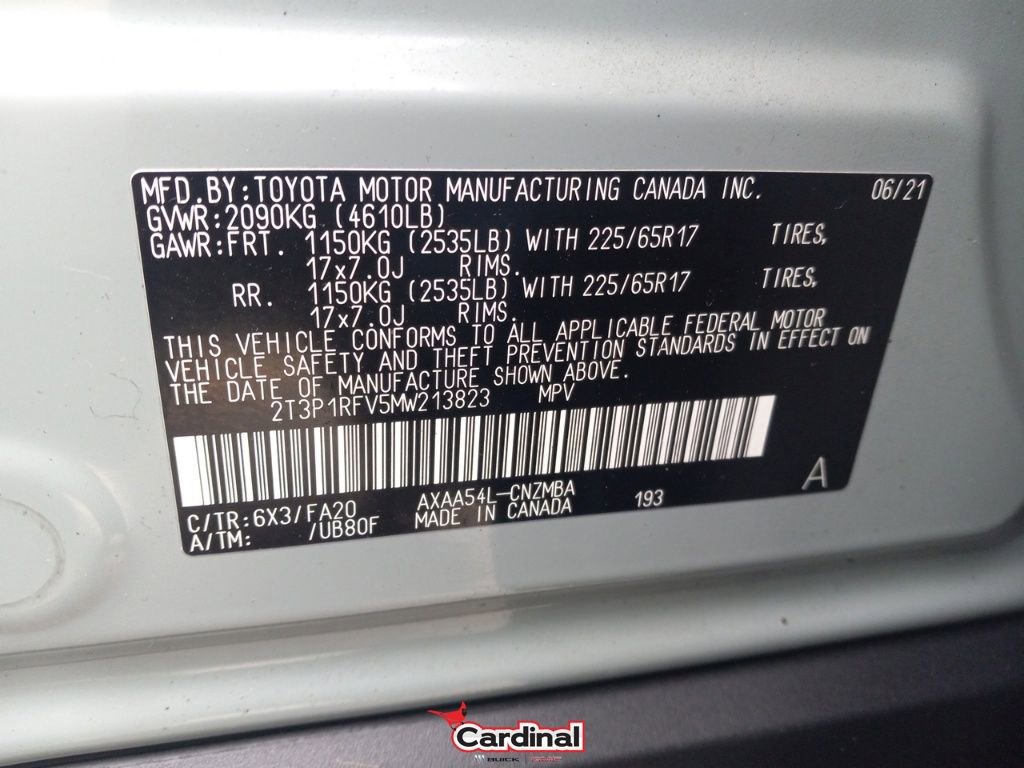 MFD.BY:TOYOTA MOTOR MANUFACTURING CANADA INC. 06/21
GVWR:2090KG (4610LB)
GAWR:FRT. 1150KG (2535LB) WITH 225/65R17 TIRES,
17x7.0J RIMS.
RR. 1150KG (2535LB) WITH 225/65R17 TIRES,
17x7.0J RIMS.
THIS VEHICLE CONFORMS TO ALL APPLICABLE FEDERAL MOTOR
VEHICLE SAFETY AND THEFT PREVENTION STANDARDS IN EFFECT ON
THE DATE OF MANUFACTURE SHOWN ABOVE.
2T3P1RFV5MW213823 MPV
A
C/TR:6X3/FA20 AXAA54L-CNZMBA 193
A/TM: /UB80F MADE IN CANADA
Cardinal
BUICK